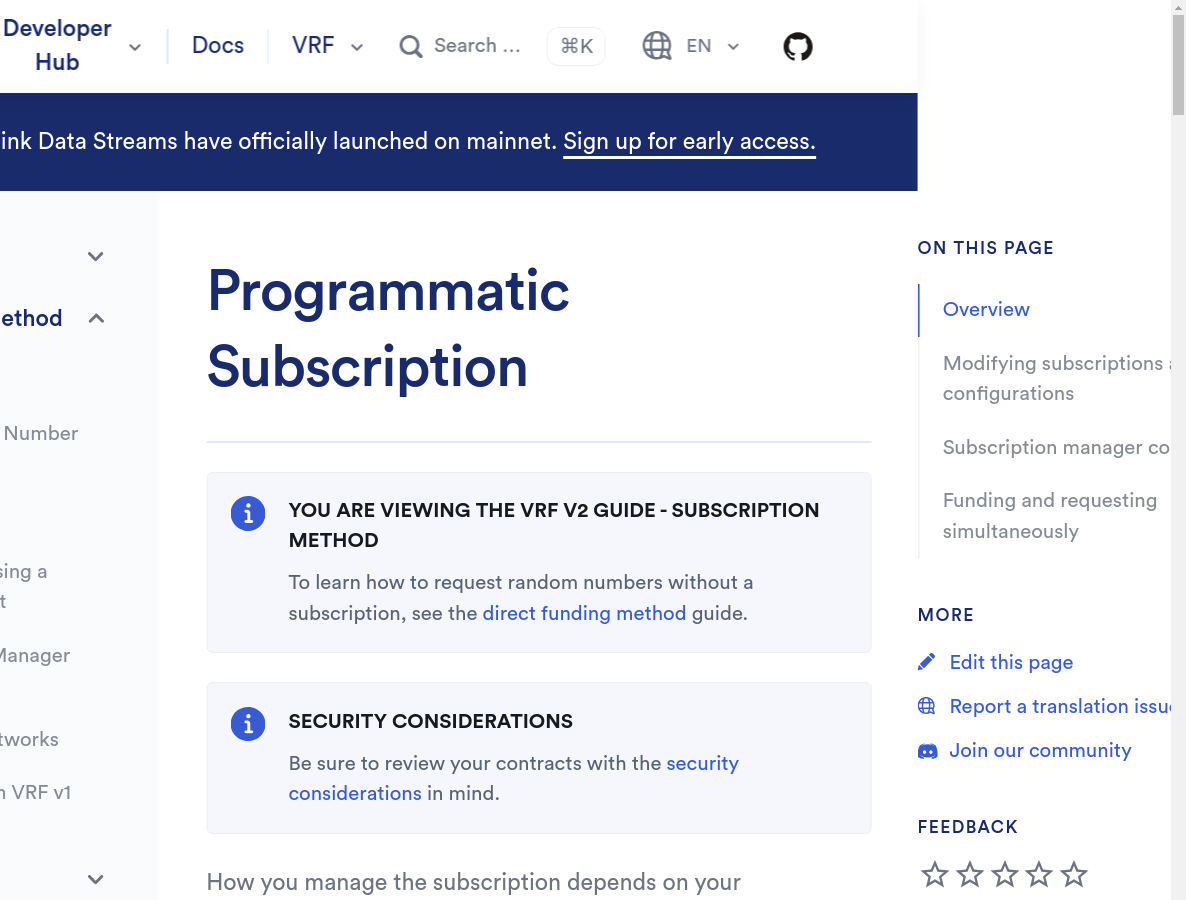 Developer
Hub
Docs
VRF
Search ...
⌘K
EN
ink Data Streams have officially launched on mainnet. Sign up for early access.
ethod
Number
sing a
t
Manager
tworks
n VRF v1
Programmatic
Subscription
YOU ARE VIEWING THE VRF V2 GUIDE - SUBSCRIPTION
METHOD
To learn how to request random numbers without a
subscription, see the direct funding method guide.
SECURITY CONSIDERATIONS
Be sure to review your contracts with the security
considerations in mind.
How you manage the subscription depends on your
ON THIS PAGE
Overview
Modifying subscriptions a
configurations
Subscription manager co
Funding and requesting
simultaneously
MORE
Edit this page
Report a translation issue
Join our community
FEEDBACK